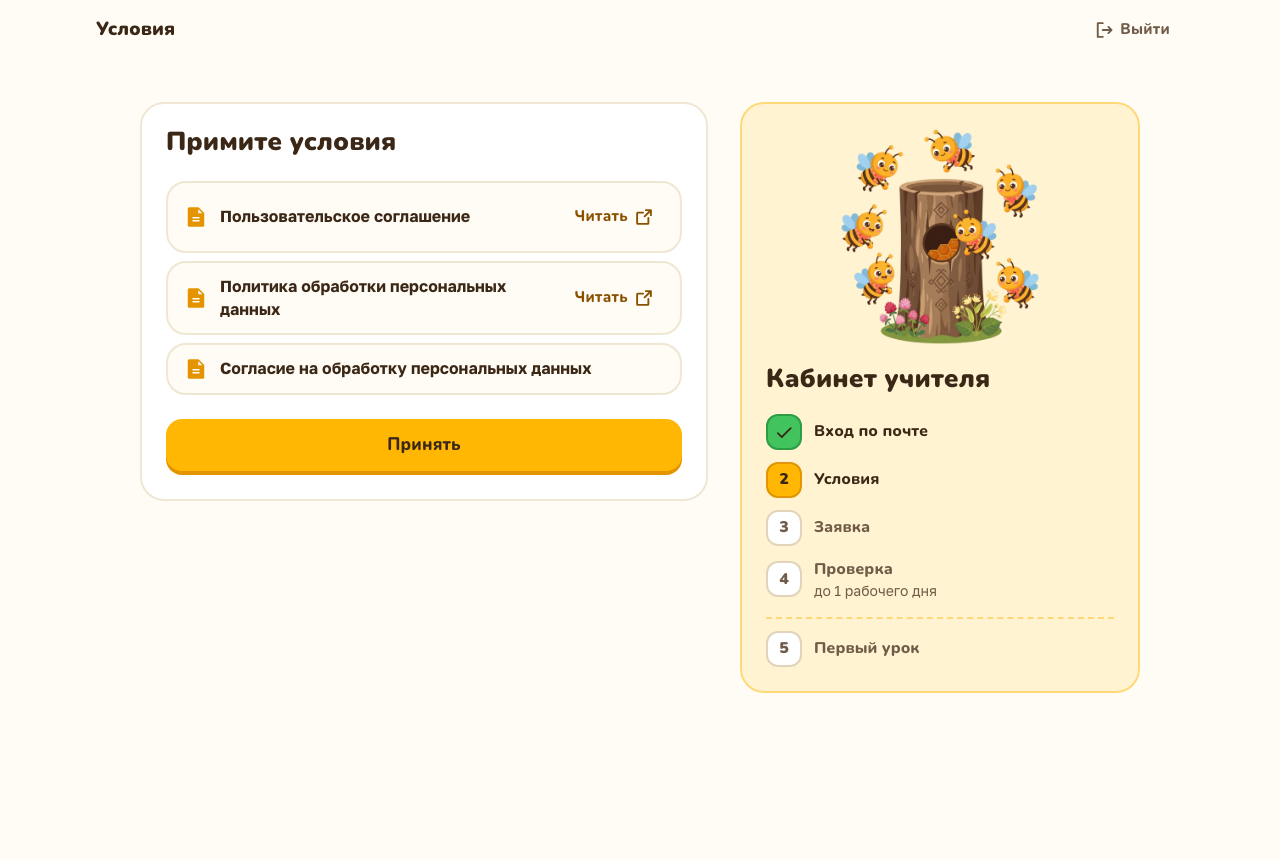 Условия
Выйти
Примите условия
Пользовательское соглашение
Читать
Политика обработки персональных
данных
Читать
Согласие на обработку персональных данных
Принять
Кабинет учителя
Вход по почте
2
Условия
3
Заявка
4
Проверка
до 1 рабочего дня
5
Первый урок